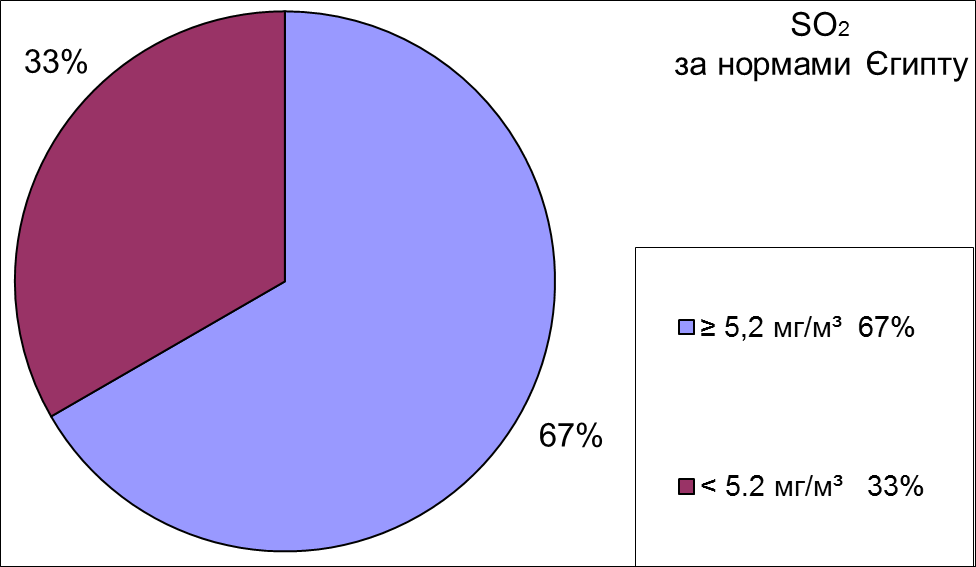 SO₂
за нормами Єгипту
33%
67%
≥ 5,2 мг/м³ 67%
< 5.2 мг/м³ 33%